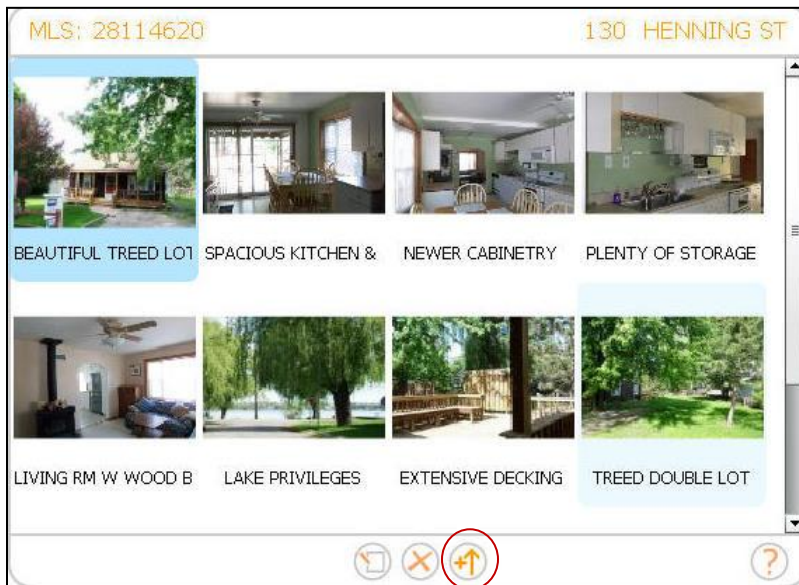 MLS: 28114620 130 HENNING ST
BEAUTIFUL TREED LOT SPACIOUS KITCHEN & NEWER CABINETRY PLENTY OF STORAGE
LIVING RM W WOOD B LAKE PRIVILEGES EXTENSIVE DECKING TREED DOUBLE LOT
?